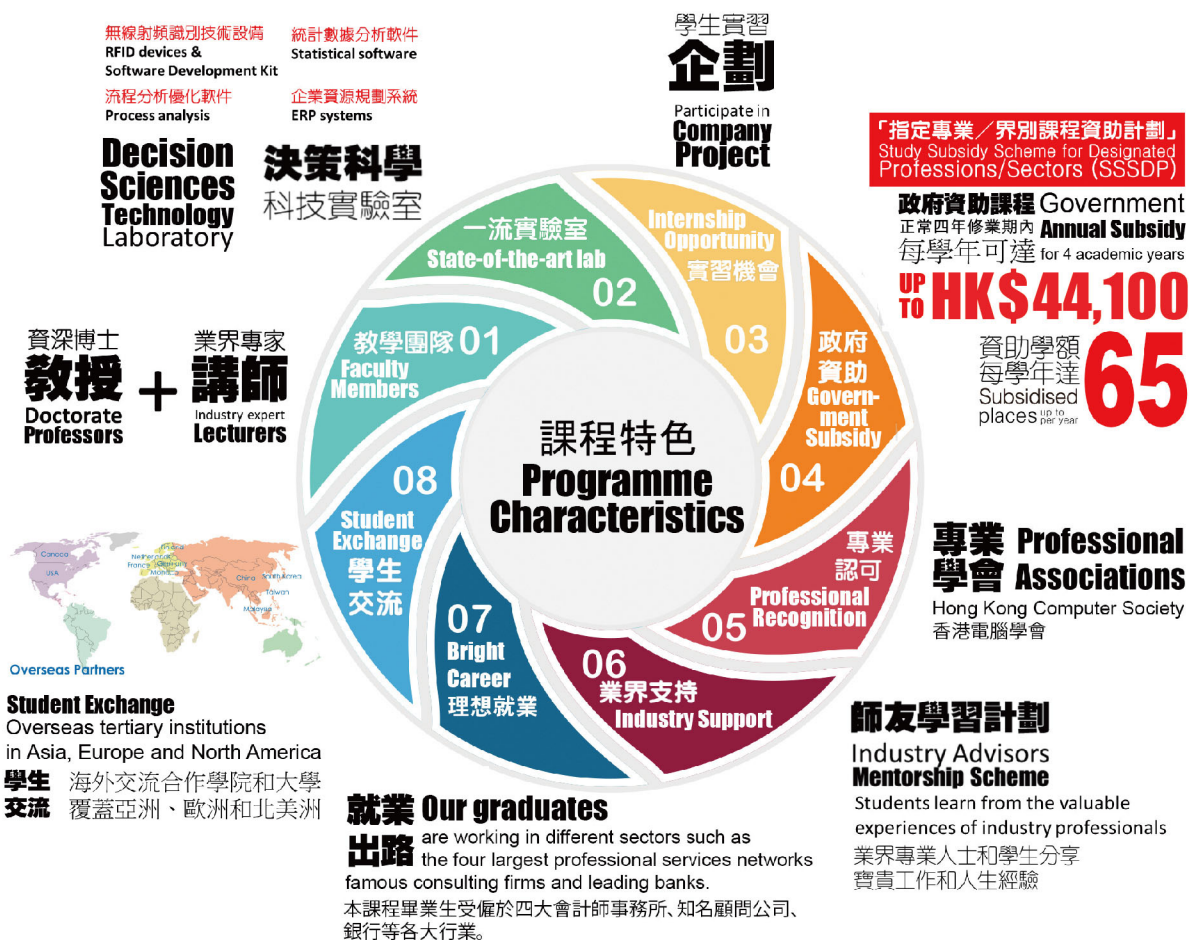 無線射頻識別技術設備
RFID devices &
Software Development Kit
統計數據分析軟件
Statistical software
流程分析優化軟件
Process analysis
企業資源規劃系統
ERP systems
Decision
Sciences
Technology
Laboratory
決策科學
科技實驗室
學生實習
企劃
Participate in
Company
Project
「指定專業／界別課程資助計劃」
Study Subsidy Scheme for Designated
Professions/Sectors (SSSDP)
政府資助課程 Government
正常四年修業期內 Annual Subsidy
每學年可達 for 4 academic years
UP TO HK$44,100
資助學額
每學年達
Subsidised
places up to per year
65
一流實驗室
State-of-the-art lab
02
Internship
Opportunity
實習機會
03
資深博士
教授
Doctorate
Professors
+
業界專家
講師
Industry expert
Lecturers
教學團隊 01
Faculty
Members
政府
資助
Govern-
ment
Subsidy
04
課程特色
Programme
Characteristics
08
Student
Exchange
學生
交流
專業
認可
Professional
05 Recognition
專業 Professional
學會 Associations
Hong Kong Computer Society
香港電腦學會
07
Bright
Career
理想就業
06
業界支持
Industry Support
Canada
USA
France
China
South Korea
Taiwan
Malaysia
Overseas Partners
Student Exchange
Overseas tertiary institutions
in Asia, Europe and North America
學生 海外交流合作學院和大學
交流 覆蓋亞洲、歐洲和北美洲
師友學習計劃
Industry Advisors
Mentorship Scheme
Students learn from the valuable
experiences of industry professionals
業界專業人士和學生分享
寶貴工作和人生經驗
就業 Our graduates
出路 are working in different sectors such as
the four largest professional services networks
famous consulting firms and leading banks.
本課程畢業生受僱於四大會計師事務所、知名顧問公司、
銀行等各大行業。